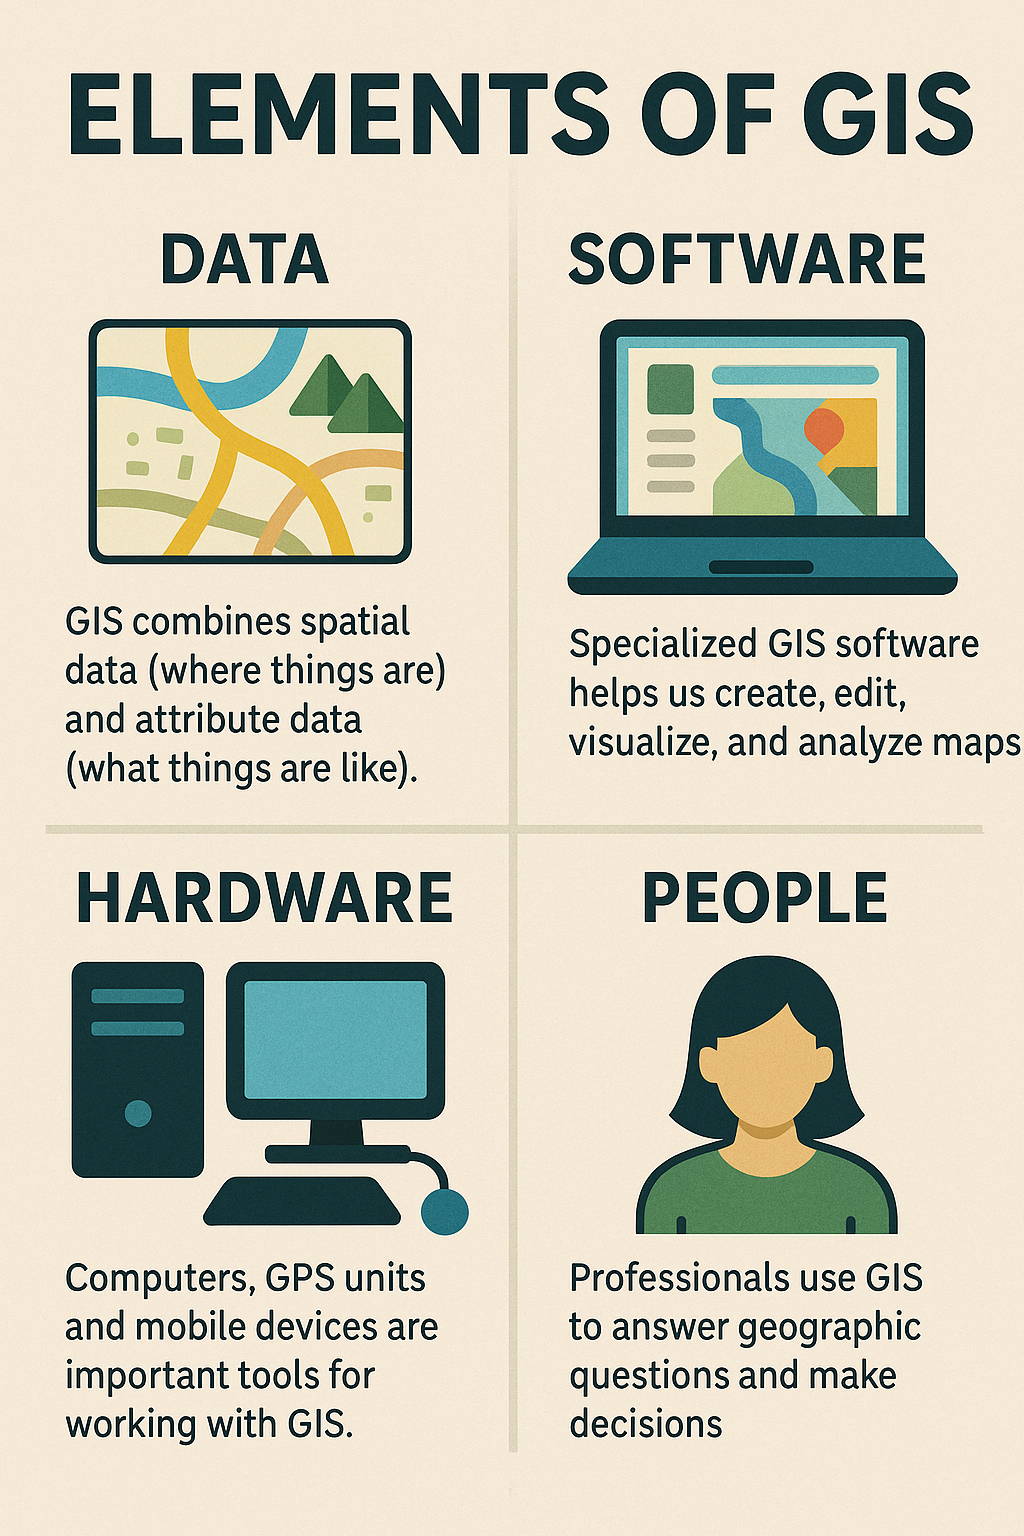 ELEMENTS OF GIS
DATA
GIS combines spatial
data (where things are)
and attribute data
(what things are like).
SOFTWARE
Specialized GIS software
helps us create, edit,
visualize, and analyze maps
HARDWARE
Computers, GPS units
and mobile devices are
important tools for
working with GIS.
PEOPLE
Professionals use GIS
to answer geographic
questions and make
decisions